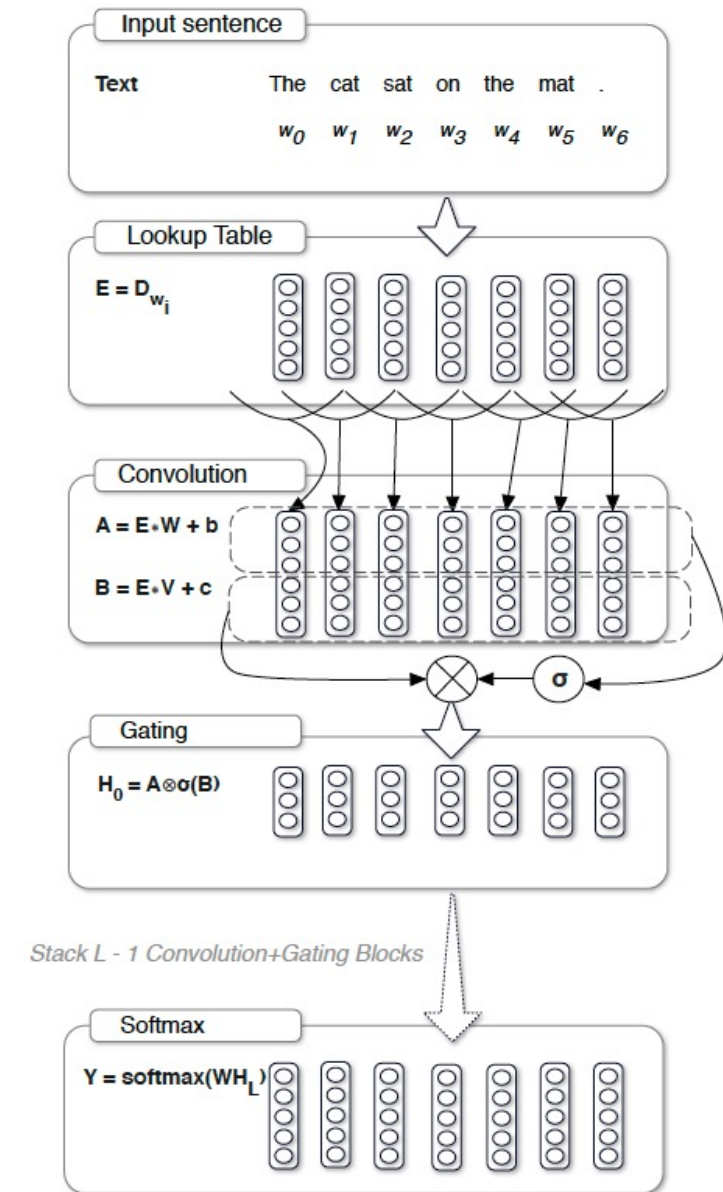 Input sentence
Text The cat sat on the mat .
w0 w1 w2 w3 w4 w5 w6
Lookup Table
E = Dwi
Convolution
A = E*W + b
B = E*V + c
σ
Gating
H0 = A⊗σ(B)
Stack L - 1 Convolution+Gating Blocks
Softmax
Y = softmax(WHL)